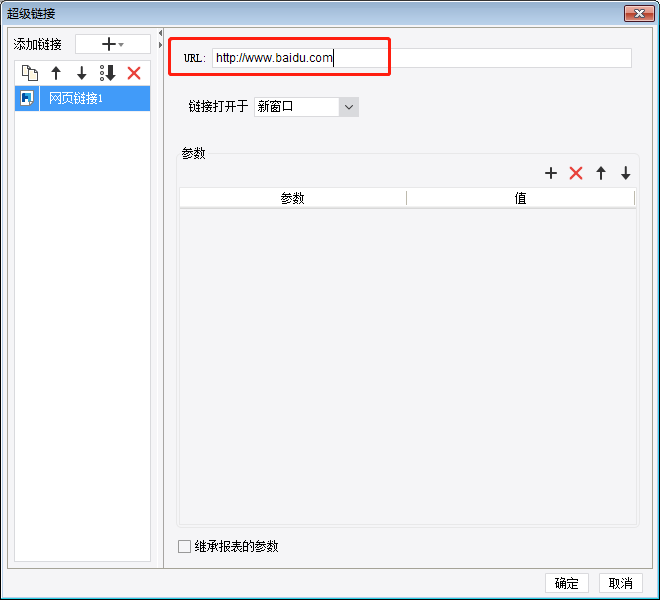 超级链接
添加链接
网页链接1
URL: http://www.baidu.com
链接打开于 新窗口
参数
参数 值
继承报表的参数
确定 取消